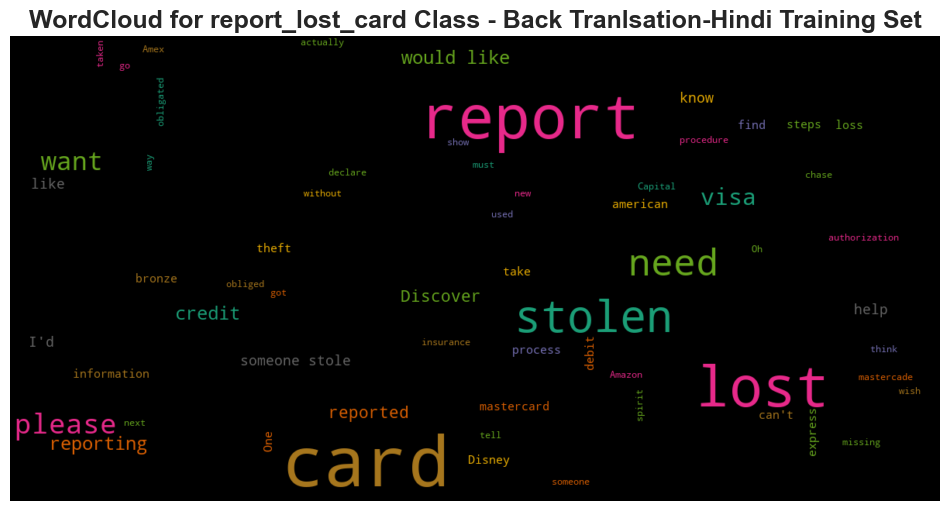 WordCloud for report_lost_card Class - Back Tranlsation-Hindi Training Set
actually
taken
Amex
go
would like
obligated
know
report
find
steps
loss
show
procedure
want
way
must
like
declare
chase
without
new
Capital
american
visa
used
authorization
theft
need
Oh
take
bronze
obliged
got
Discover
credit
stolen
help
I'd
insurance
process
debit
think
someone stole
information
Amazon
lost
mastercade
wish
spirit
reported
mastercard
can't
express
please
next
reporting
One
tell
missing
card
Disney
someone